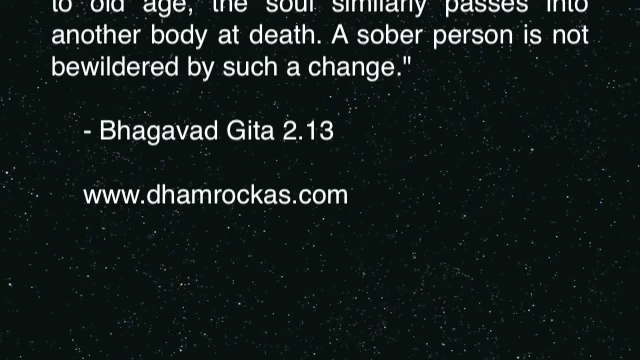 to old age, the soul similarly passes into
another body at death. A sober person is not
bewildered by such a change."
- Bhagavad Gita 2.13
www.dhamrockas.com